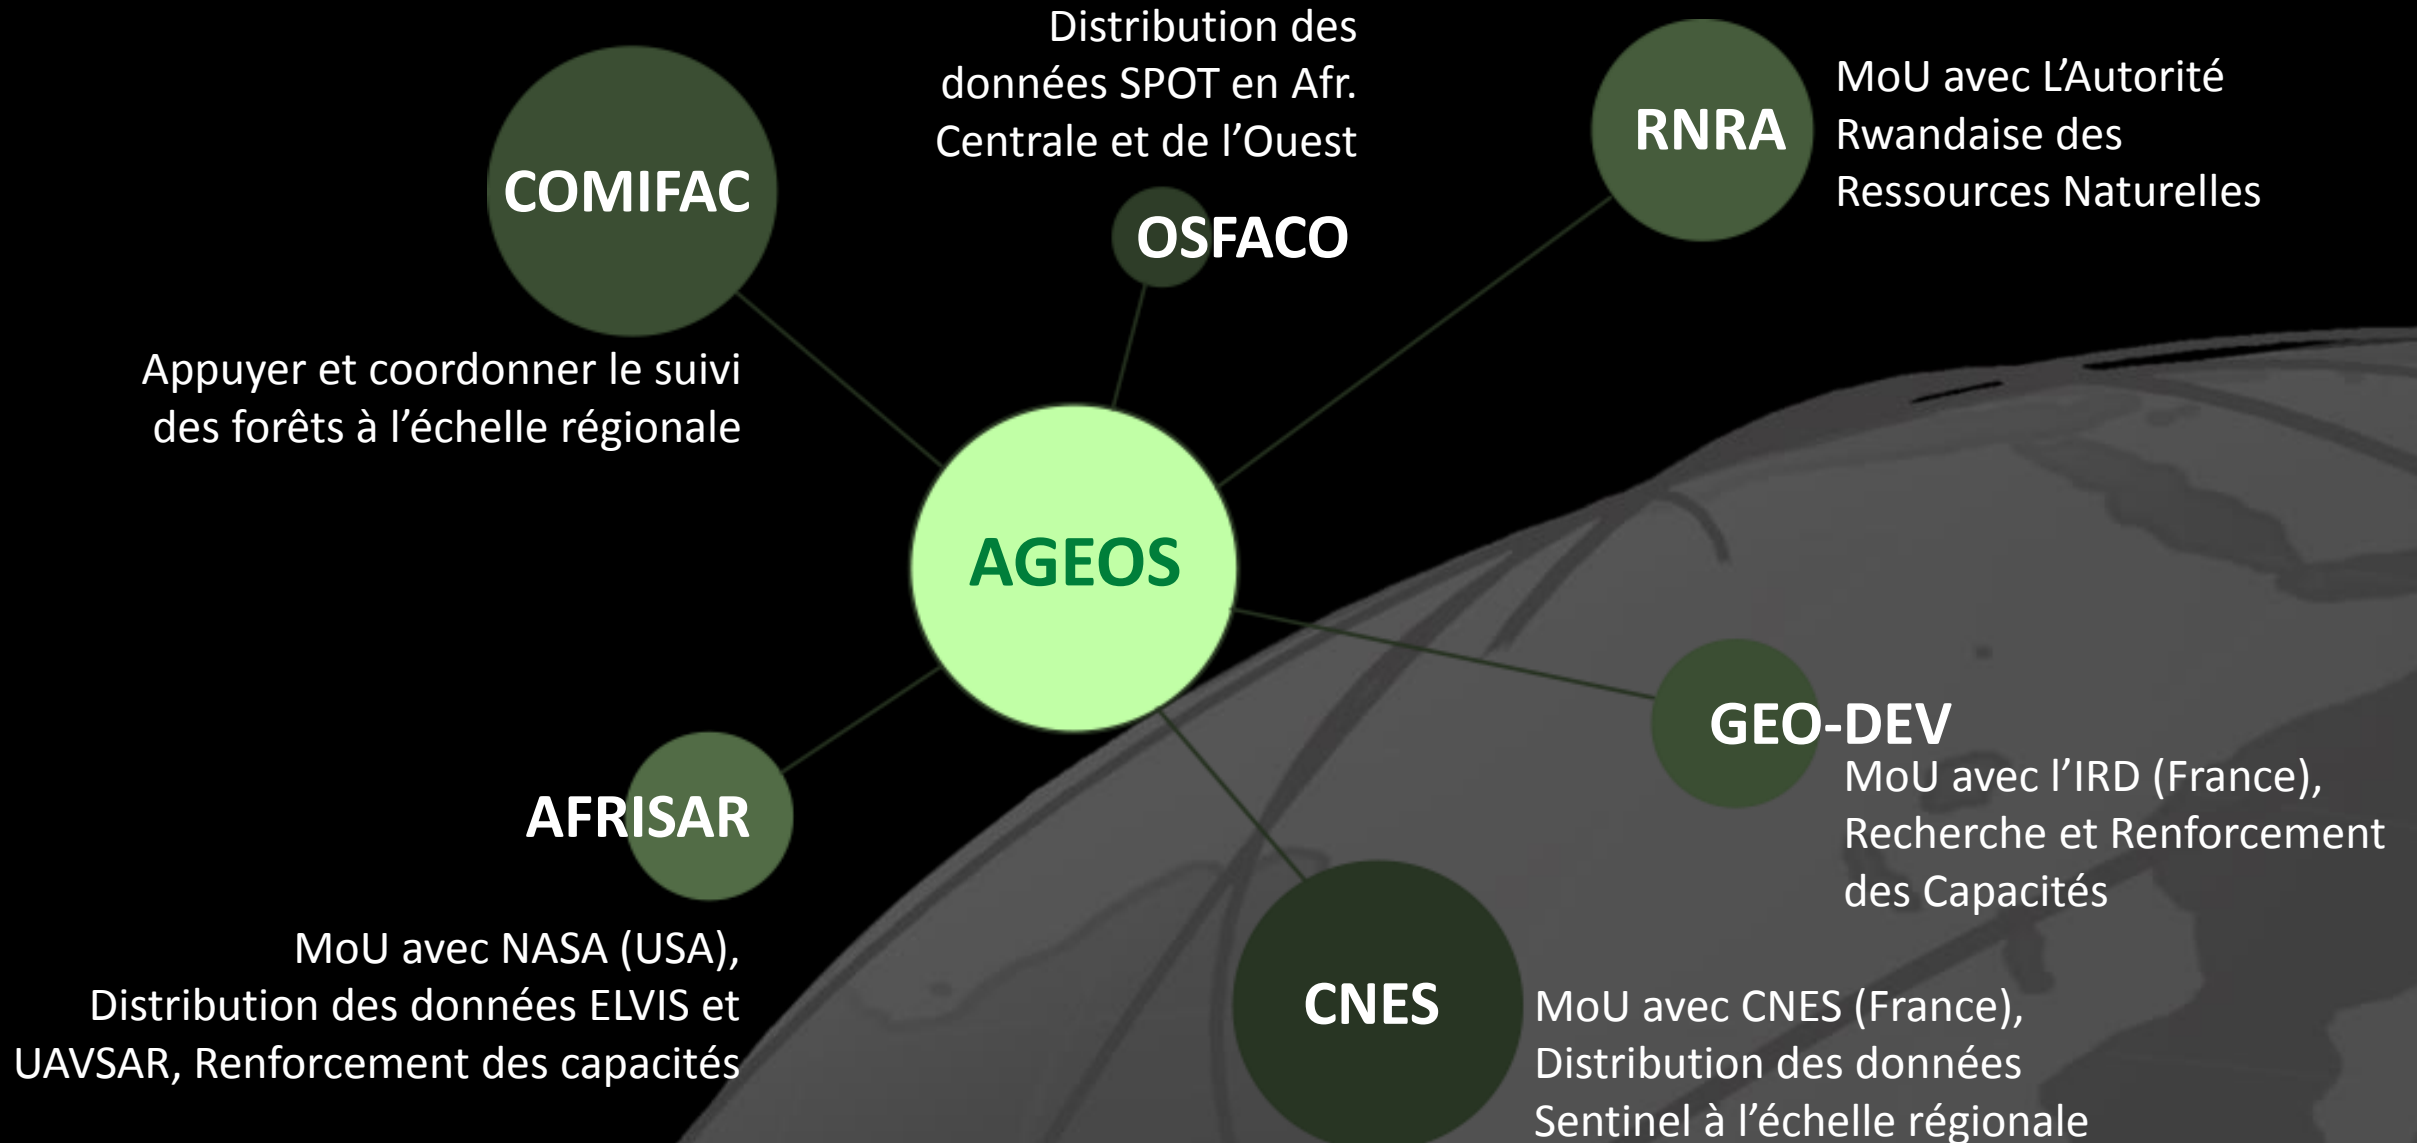 COMIFAC
Appuyer et coordonner le suivi
des forêts à l’échelle régionale
Distribution des
données SPOT en Afr.
Centrale et de l’Ouest
OSFACO
RNRA
MoU avec L’Autorité
Rwandaise des
Ressources Naturelles
AGEOS
AFRISAR
MoU avec NASA (USA),
Distribution des données ELVIS et
UAVSAR, Renforcement des capacités
GEO-DEV
MoU avec l’IRD (France),
Recherche et Renforcement
des Capacités
CNES
MoU avec CNES (France),
Distribution des données
Sentinel à l’échelle régionale